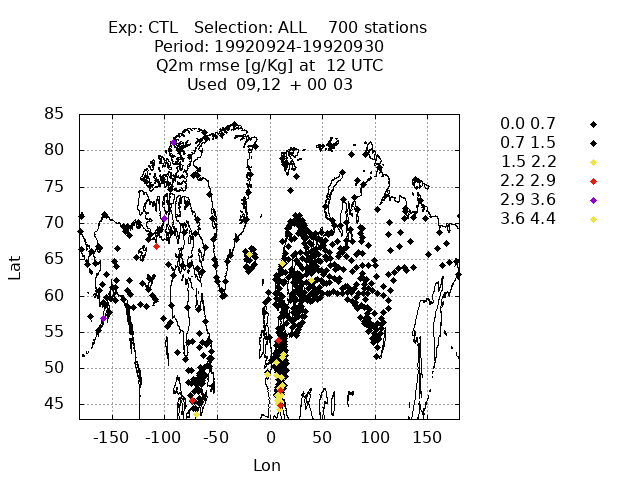 Exp: CTL Selection: ALL 700 stations
Period: 19920924-19920930
Q2m rmse [g/Kg] at 12 UTC
Used 09,12 + 00 03
85
80
75
70
65
60
55
50
45
Lat
-150 -100 -50 0 50 100 150
Lon
0.0 0.7
0.7 1.5
1.5 2.2
2.2 2.9
2.9 3.6
3.6 4.4